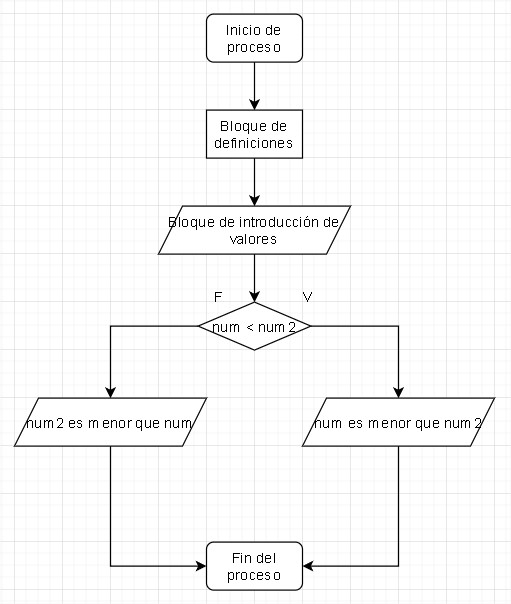 Inicio de
proceso
Bloque de
definiciones
Bloque de introducción de
valores
F
V
num < num2
num2 es menor que num
num es menor que num2
Fin del
proceso